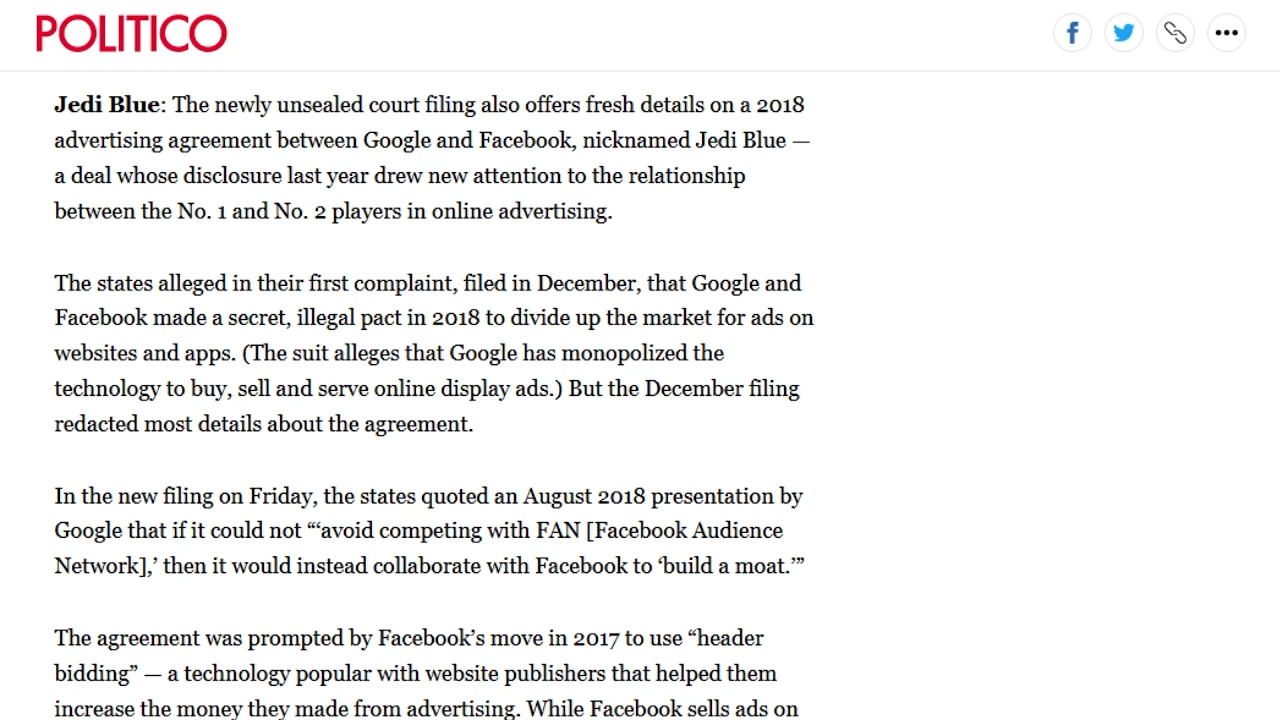 POLITICO
Jedi Blue: The newly unsealed court filing also offers fresh details on a 2018
advertising agreement between Google and Facebook, nicknamed Jedi Blue —
a deal whose disclosure last year drew new attention to the relationship
between the No. 1 and No. 2 players in online advertising.
The states alleged in their first complaint, filed in December, that Google and
Facebook made a secret, illegal pact in 2018 to divide up the market for ads on
websites and apps. (The suit alleges that Google has monopolized the
technology to buy, sell and serve online display ads.) But the December filing
redacted most details about the agreement.
In the new filing on Friday, the states quoted an August 2018 presentation by
Google that if it could not “‘avoid competing with FAN [Facebook Audience
Network],’ then it would instead collaborate with Facebook to ‘build a moat.’”
The agreement was prompted by Facebook’s move in 2017 to use “header
bidding” — a technology popular with website publishers that helped them
increase the money they made from advertising. While Facebook sells ads on